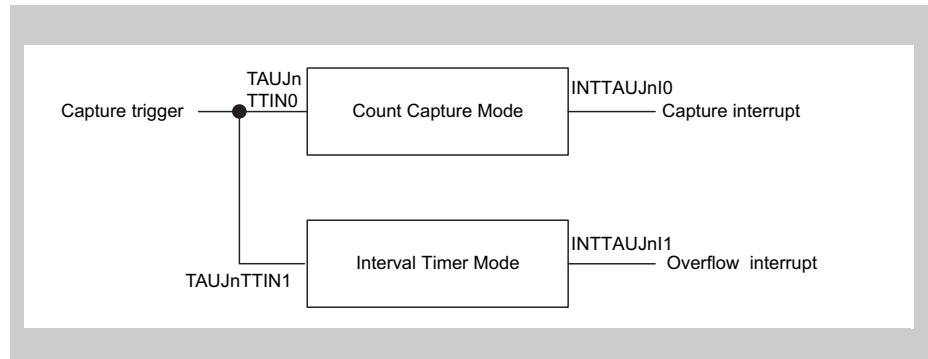 TAUJn
TTIN0
INTTAUJnI0
Capture trigger
Count Capture Mode
Capture interrupt
INTTAUJnI1
Interval Timer Mode
Overflow interrupt
TAUJnTTIN1